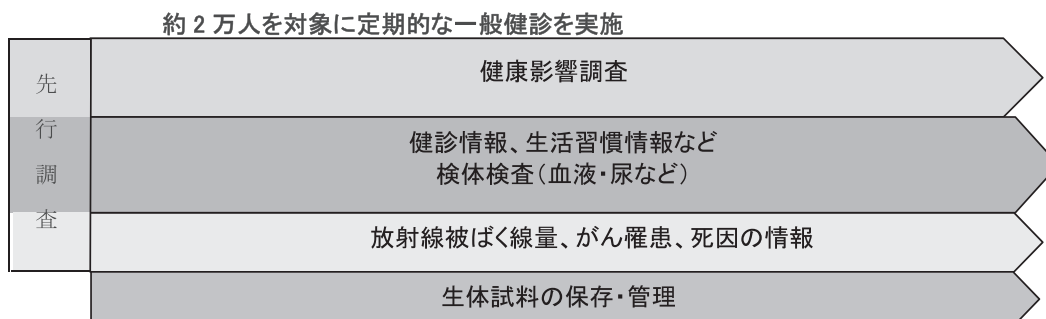 約２万人を対象に定期的な一般健診を実施
先行調査
健康影響調査
健診情報、生活習慣情報など
検体検査（血液・尿など）
放射線被ばく線量、がん罹患、死因の情報
生体試料の保存・管理